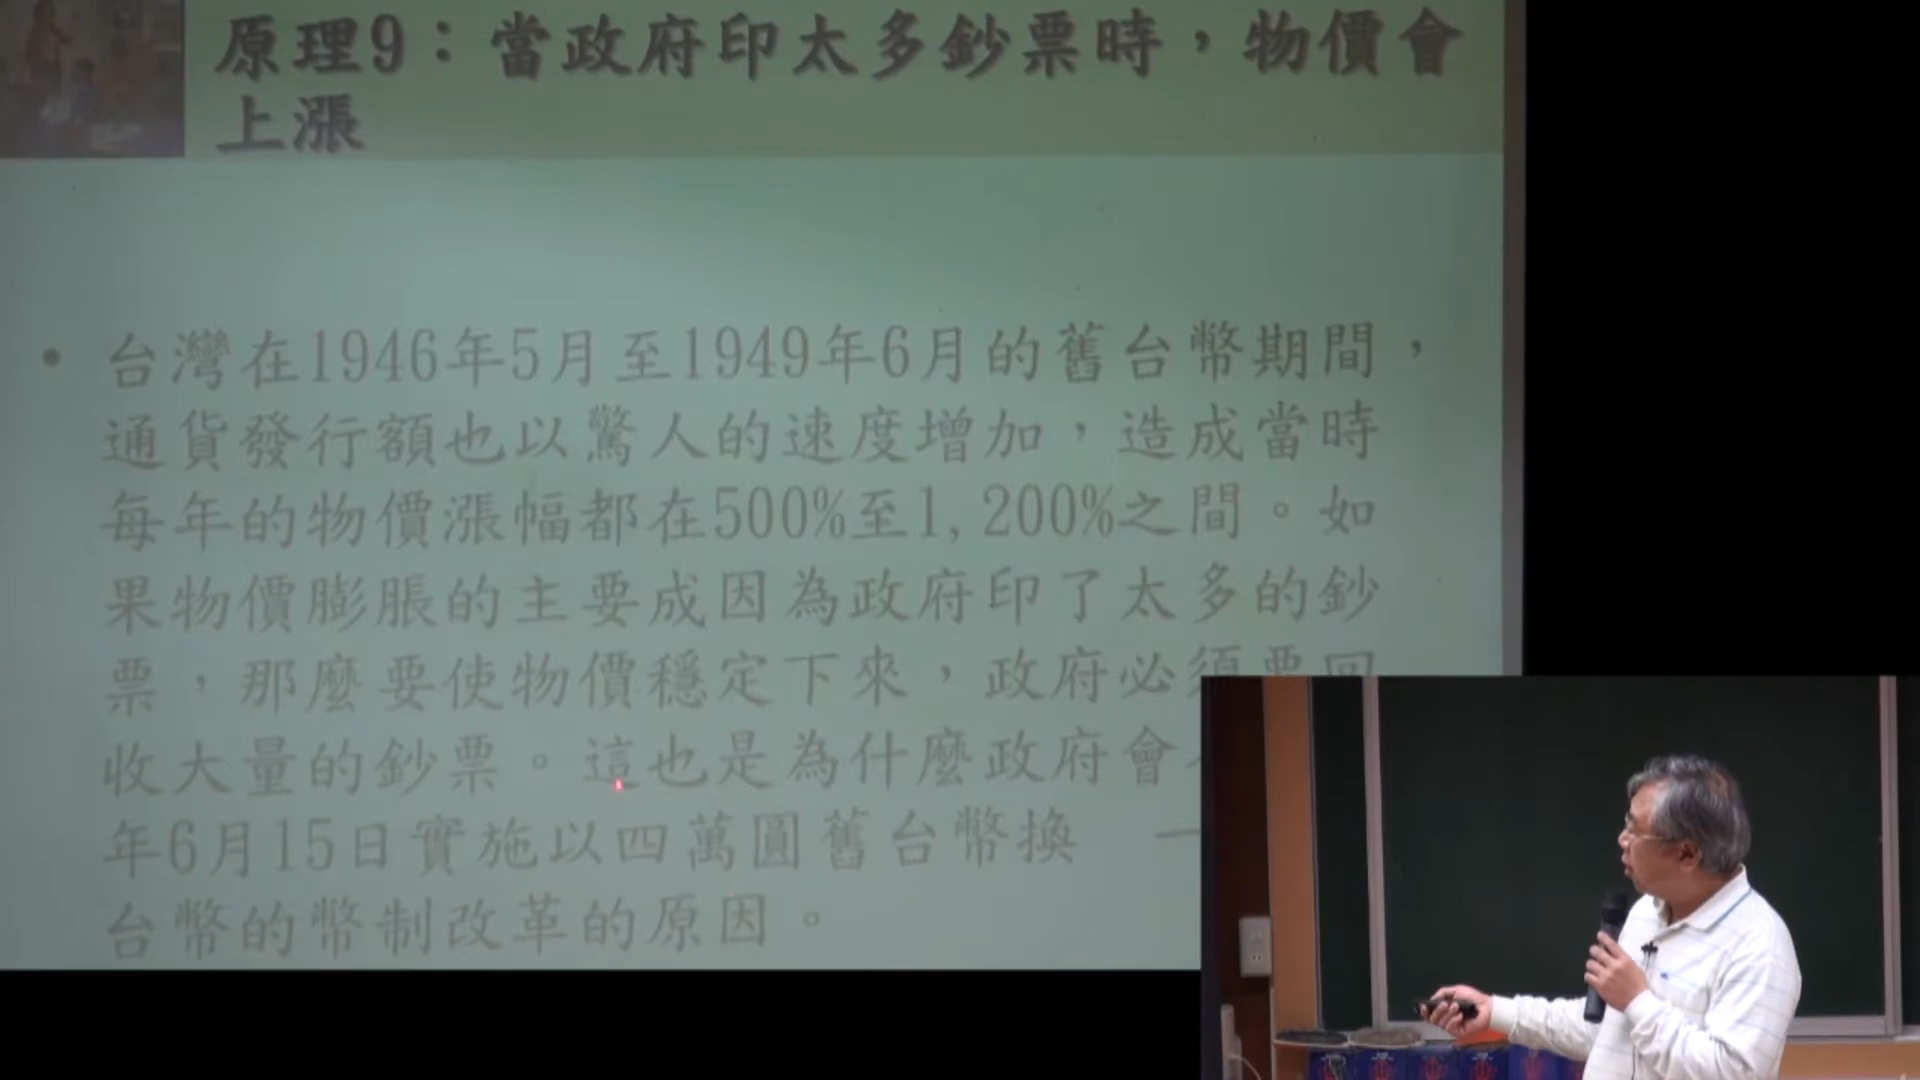 原理9：當政府印太多鈔票時，物價會
上漲
• 台灣在1946年5月至1949年6月的舊台幣期間，
通貨發行額也以驚人的速度增加，造成當時
每年的物價漲幅都在500%至1,200%之間。如
果物價膨脹的主要成因為政府印了太多的鈔
票，那麼要使物價穩定下來，政府必須要回
收大量的鈔票。這也是為什麼政府會
年6月15日實施以四萬圓舊台幣換 一
台幣的幣制改革的原因。